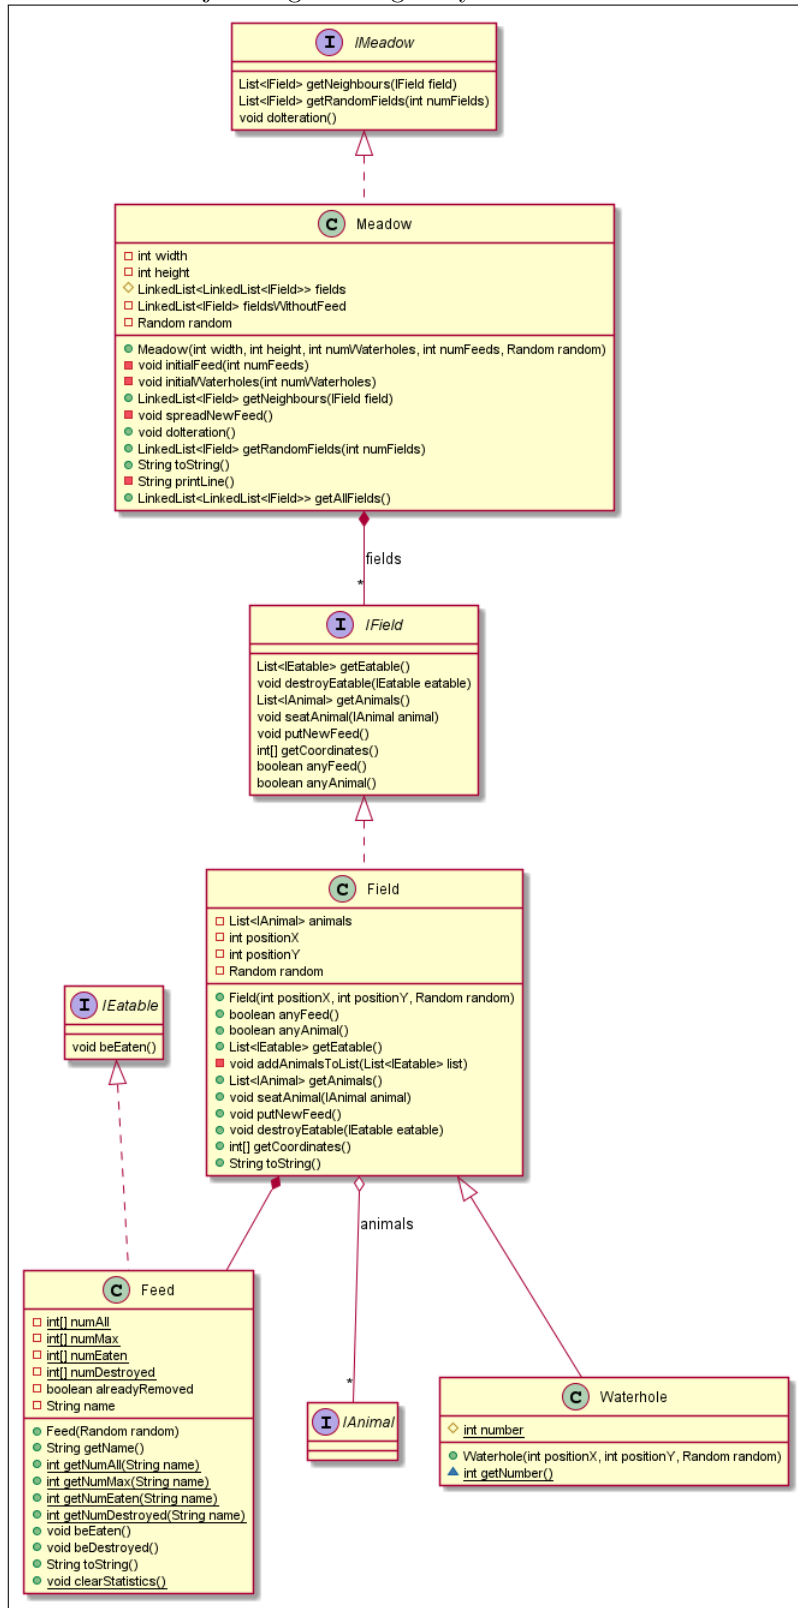 I IMeadow
List<IField> getNeighbours(IField field)
List<IField> getRandomFields(int numFields)
void doIteration()
C Meadow
int width
int height
LinkedList<LinkedList<IField>> fields
LinkedList<IField> fieldsWithoutFeed
Random random
Meadow(int width, int height, int numWaterholes, int numFeeds, Random random)
void initialFeed(int numFeeds)
void initialWaterholes(int numWaterholes)
LinkedList<IField> getNeighbours(IField field)
void spreadNewFeed()
void doIteration()
LinkedList<IField> getRandomFields(int numFields)
String toString()
String printLine()
LinkedList<LinkedList<IField>> getAllFields()
fields
*
I IField
List<IEatable> getEatable()
void destroyEatable(IEatable eatable)
List<IAnimal> getAnimals()
void seatAnimal(IAnimal animal)
void putNewFeed()
int[] getCoordinates()
boolean anyFeed()
boolean anyAnimal()
C Field
List<IAnimal> animals
int positionX
int positionY
Random random
Field(int positionX, int positionY, Random random)
boolean anyFeed()
boolean anyAnimal()
List<IEatable> getEatable()
void addAnimalsToList(List<IEatable> list)
List<IAnimal> getAnimals()
void seatAnimal(IAnimal animal)
void putNewFeed()
void destroyEatable(IEatable eatable)
int[] getCoordinates()
String toString()
I IEatable
void beEaten()
animals
*
C Feed
int[] numAll
int[] numMax
int[] numEaten
int[] numDestroyed
boolean alreadyRemoved
String name
Feed(Random random)
String getName()
int getNumAll(String name)
int getNumMax(String name)
int getNumEaten(String name)
int getNumDestroyed(String name)
void beEaten()
void beDestroyed()
String toString()
void clearStatistics()
I IAnimal
C Waterhole
int number
Waterhole(int positionX, int positionY, Random random)
int getNumber()